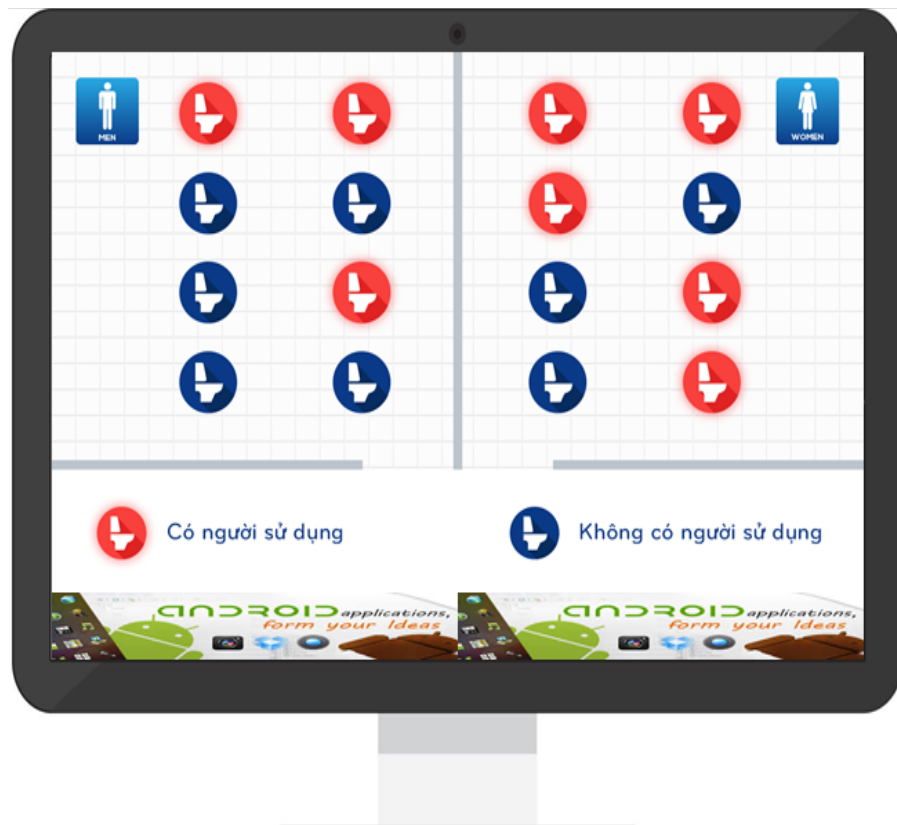 MEN
WOMEN
Có người sử dụng
Không có người sử dụng
ANDROID applications,
form your Ideas
ANDROID applications,
form your Ideas